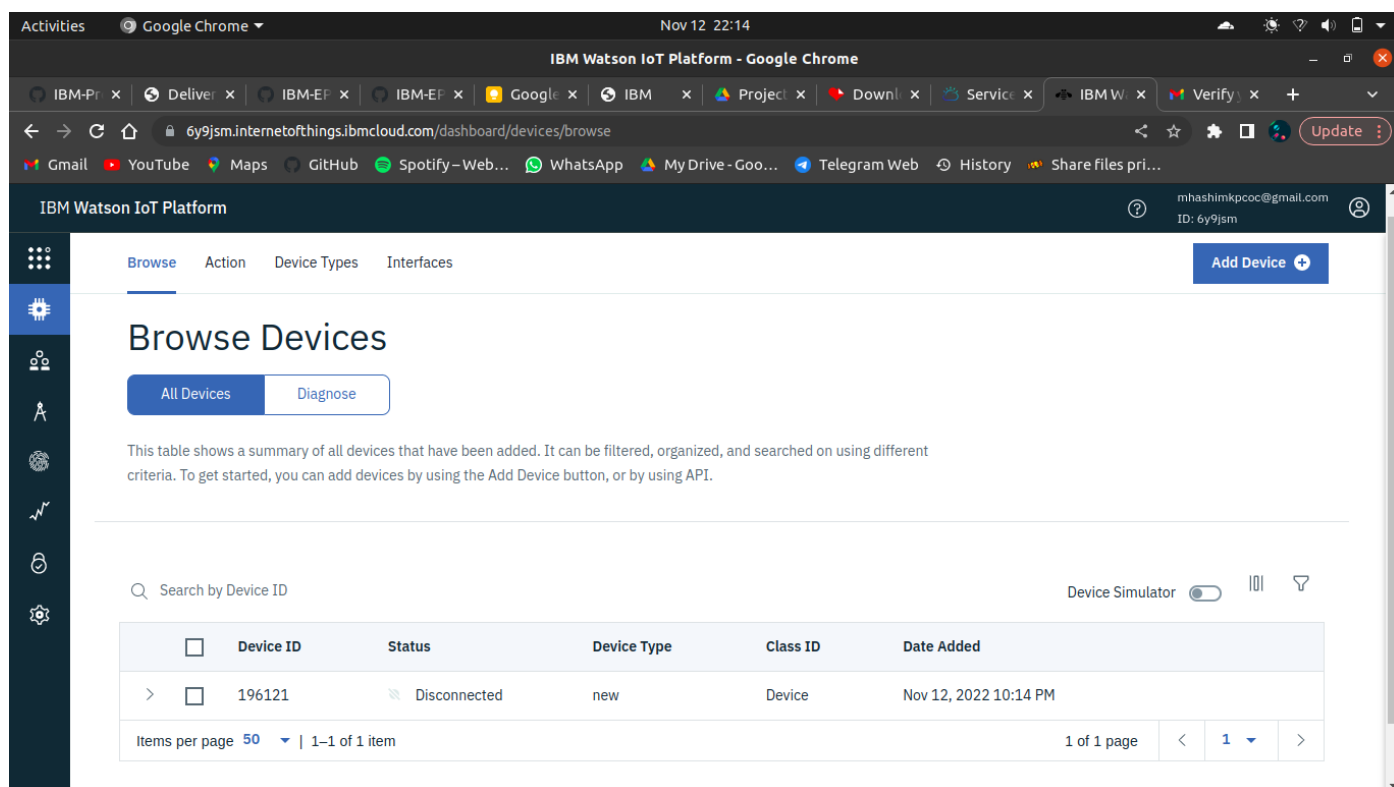 Activities Google Chrome Nov 12 22:14
IBM Watson IoT Platform - Google Chrome
IBM-Pr Deliver IBM-EP IBM-EP Google IBM Project Downl Service IBM W Verify y
6y9jsm.internetofthings.ibmcloud.com/dashboard/devices/browse Update
Gmail YouTube Maps GitHub Spotify – Web... WhatsApp My Drive - Goo... Telegram Web History Share files pri...
IBM Watson IoT Platform
mhashimkpcoc@gmail.com
ID: 6y9jsm
Browse Action Device Types Interfaces Add Device
Browse Devices
All Devices Diagnose
This table shows a summary of all devices that have been added. It can be filtered, organized, and searched on using different
criteria. To get started, you can add devices by using the Add Device button, or by using API.
Search by Device ID Device Simulator
Device ID Status Device Type Class ID Date Added
196121 Disconnected new Device Nov 12, 2022 10:14 PM
Items per page 50 | 1–1 of 1 item 1 of 1 page 1